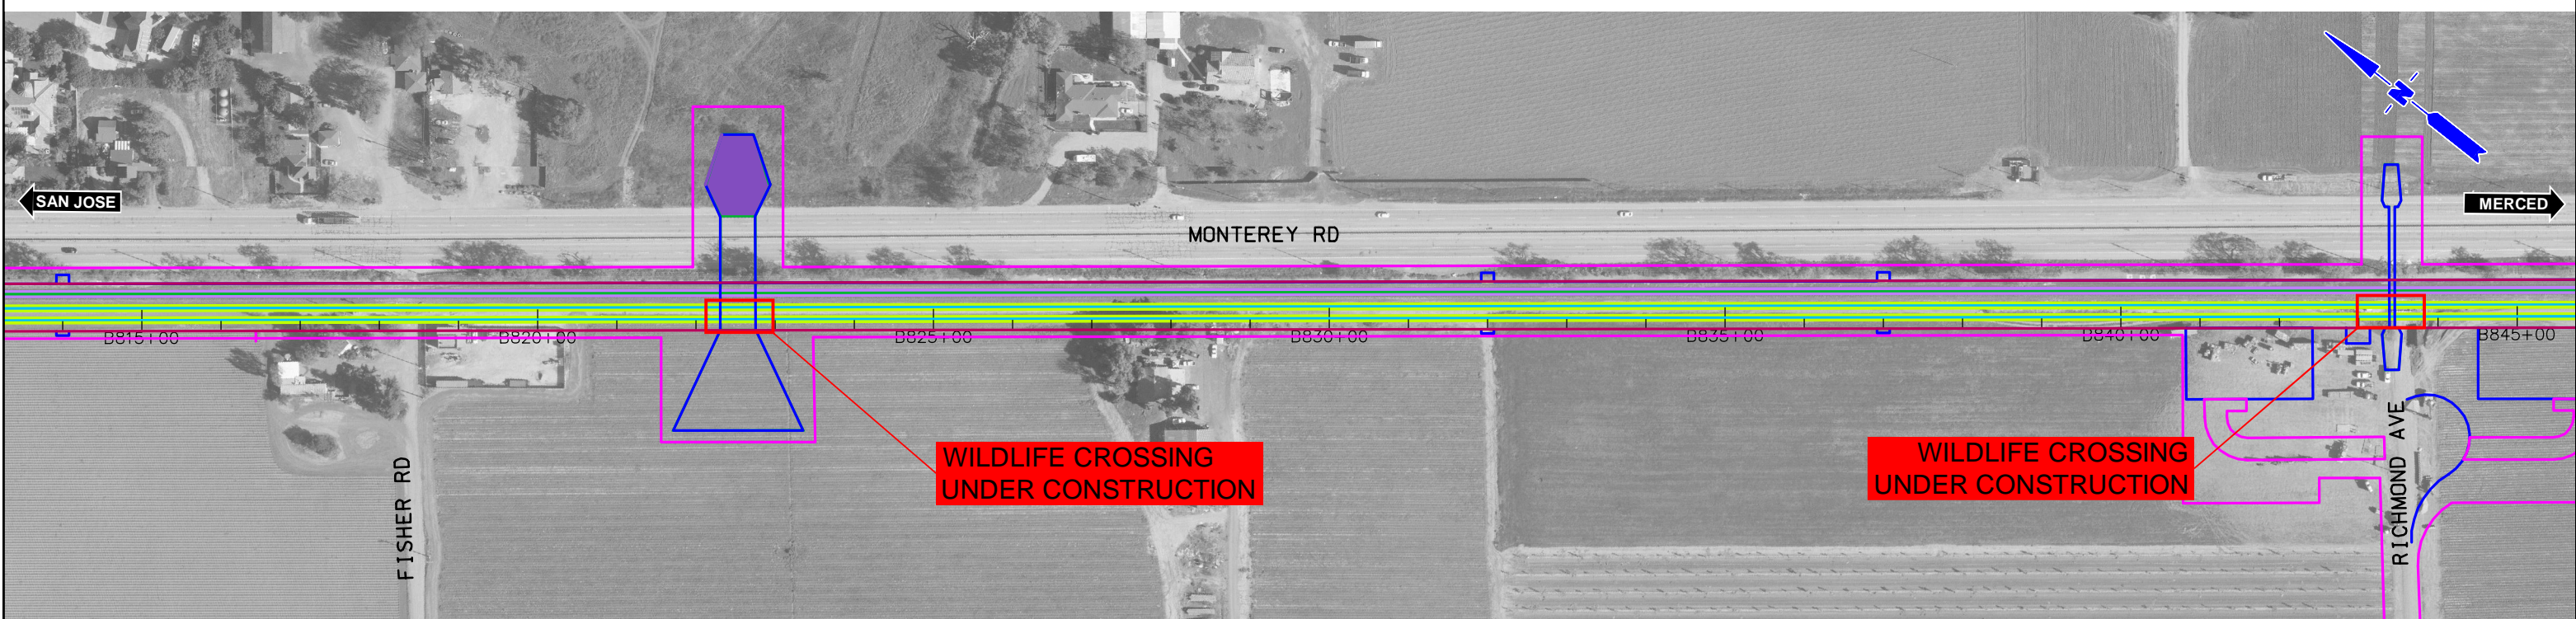 N
SAN JOSE
MERCED
MONTEREY RD
B815+00
B820+00
B825+00
B830+00
B835+00
B840+00
B845+00
WILDLIFE CROSSING
UNDER CONSTRUCTION
WILDLIFE CROSSING
UNDER CONSTRUCTION
FISHER RD
RICHMOND AVE